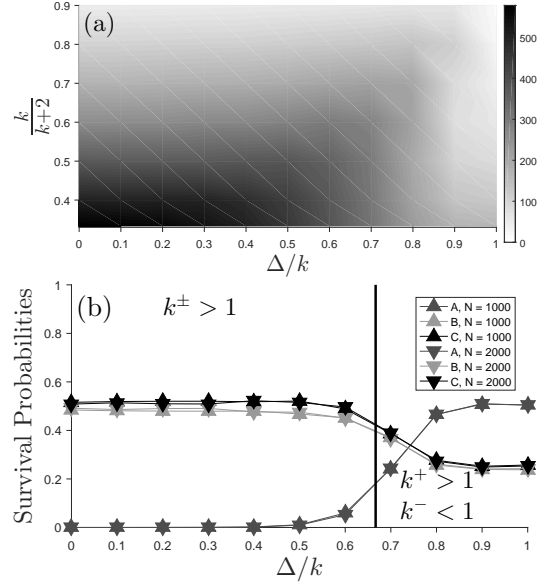 (a)
0.9
0.8
0.7
0.6
0.5
0.4
k/(k+2)
0 0.1 0.2 0.3 0.4 0.5 0.6 0.7 0.8 0.9 1
Δ/k
500
400
300
200
100
0
(b)
k± > 1
1
0.8
0.6
0.4
0.2
0
Survival Probabilities
A, N = 1000
B, N = 1000
C, N = 1000
A, N = 2000
B, N = 2000
C, N = 2000
k⁺ > 1
k⁻ < 1
0 0.1 0.2 0.3 0.4 0.5 0.6 0.7 0.8 0.9 1
Δ/k